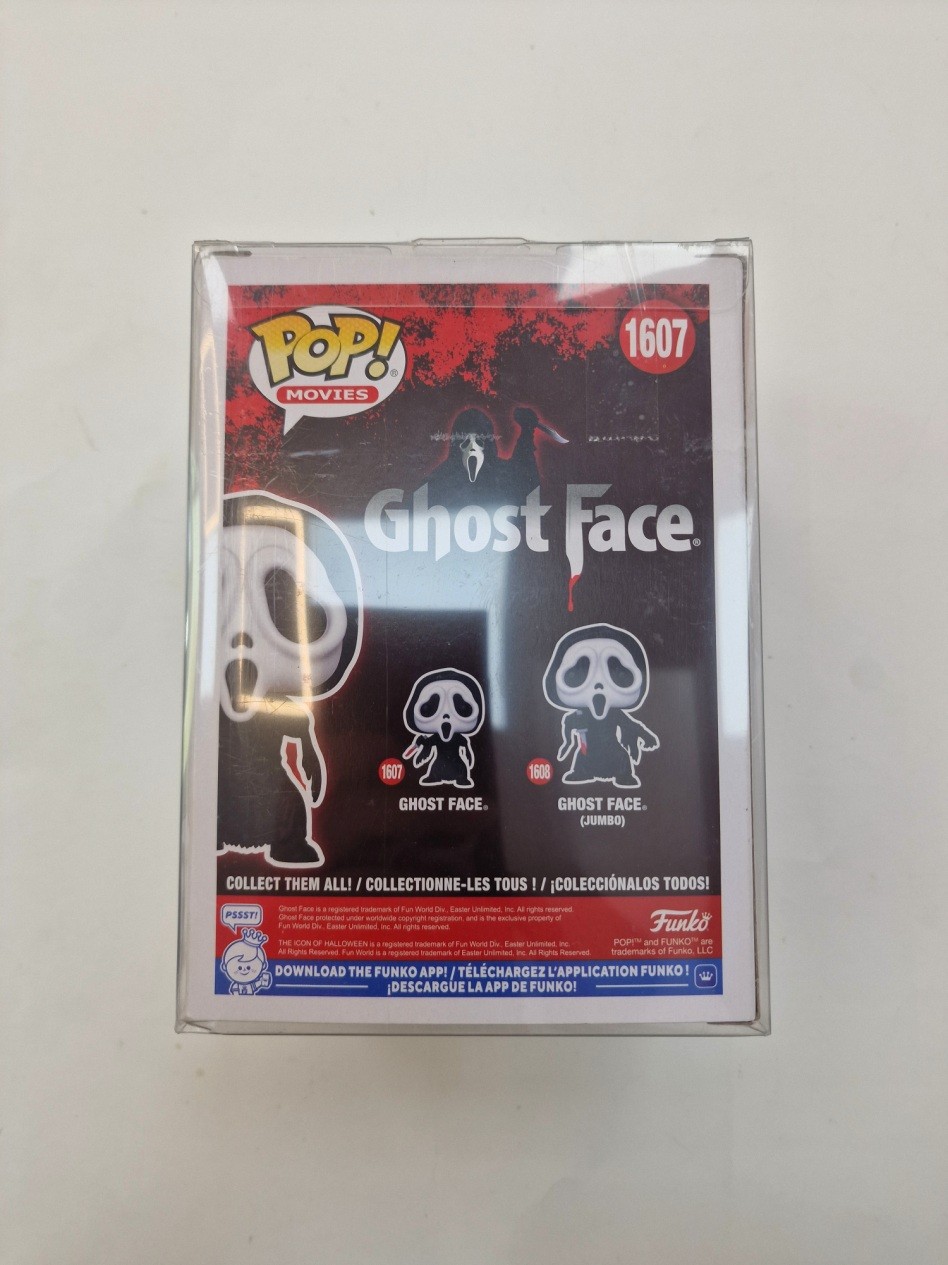 POP!®
MOVIES
1607
Ghost Face®
1607
GHOST FACE®
1608
GHOST FACE®
(JUMBO)
COLLECT THEM ALL! / COLLECTIONNE-LES TOUS ! / ¡COLECCIÓNALOS TODOS!
PSSST!
Ghost Face is a registered trademark of Fun World Div., Easter Unlimited, Inc. All rights reserved.
Ghost Face protected under worldwide copyright registration, and is the exclusive property of
Fun World Div., Easter Unlimited, Inc. All Rights Reserved.
THE ICON OF HALLOWEEN is a registered trademark of Fun World Div., Easter Unlimited, Inc.
All Rights Reserved. Fun World is a registered trademark of Easter Unlimited, Inc. All Rights Reserved.
Funko
POP!™ and FUNKO™ are
trademarks of Funko, LLC
DOWNLOAD THE FUNKO APP! / TÉLÉCHARGEZ L'APPLICATION FUNKO !
¡DESCARGUE LA APP DE FUNKO!